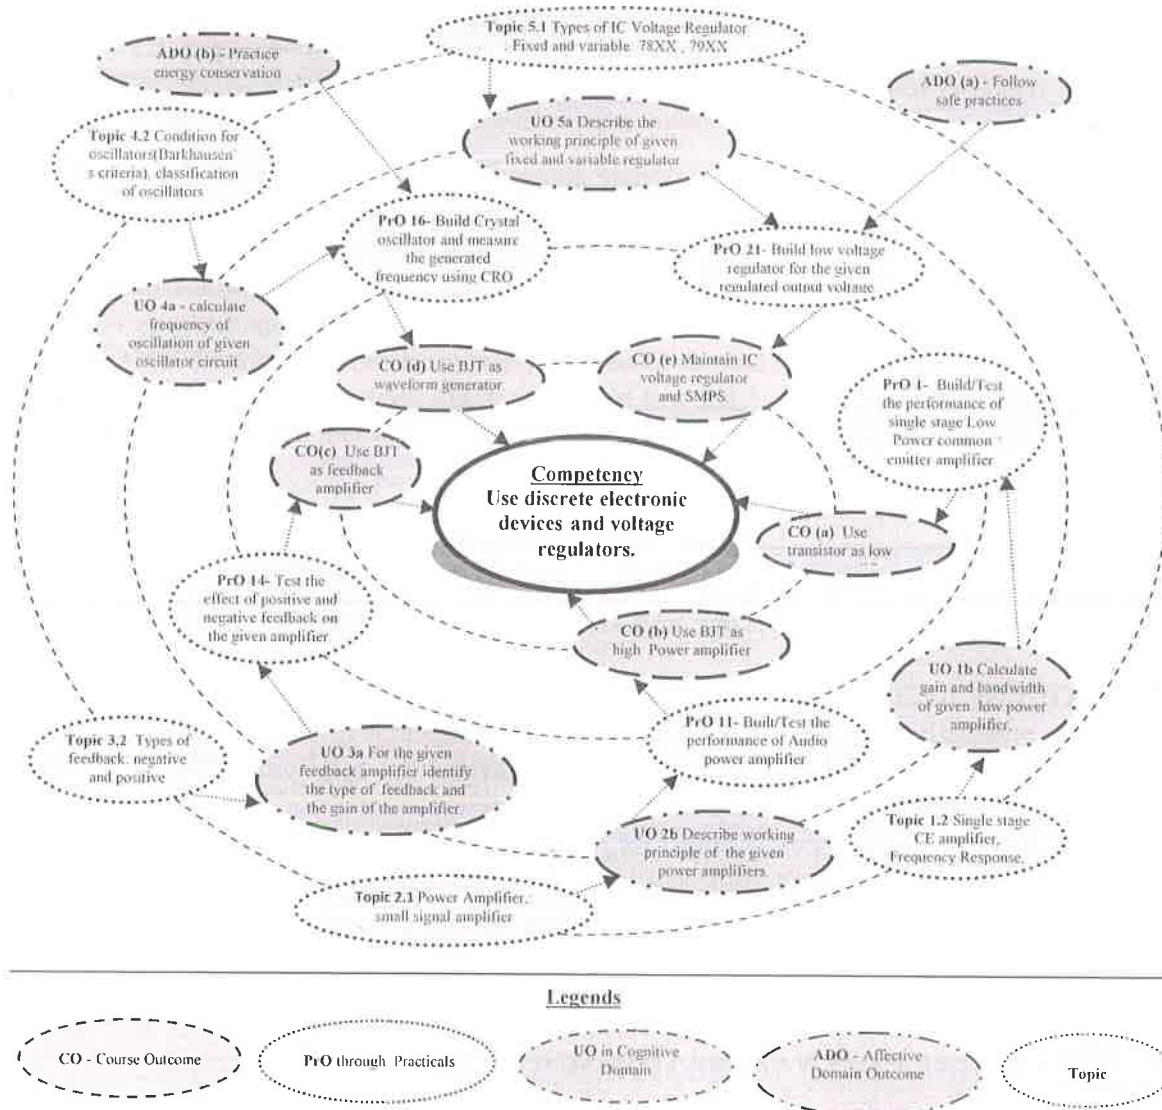 Topic 5.1 Types of IC Voltage Regulator
Fixed and variable 78XX , 79XX
ADO (b) - Practice
energy conservation
ADO (a) - Follow
safe practices
Topic 4.2 Condition for
oscillators(Barkhausen'
s criteria), classification
of oscillators
UO 5a Describe the
working principle of given
fixed and variable regulator
PrO 16- Build Crystal
oscillator and measure
the generated
frequency using CRO
PrO 21- Build low voltage
regulator for the given
regulated output voltage
UO 4a - calculate
frequency of
oscillation of given
oscillator circuit
CO (d) Use BJT as
waveform generator
CO (e) Maintain IC
voltage regulator
and SMPS
PrO 1- Build/Test
the performance of
single stage Low
Power common
emitter amplifier
CO(c) Use BJT
as feedback
amplifier
Competency
Use discrete electronic
devices and voltage
regulators.
CO (a) Use
transistor as low
PrO 14- Test the
effect of positive and
negative feedback on
the given amplifier
CO (b) Use BJT as
high Power amplifier
UO 1b Calculate
gain and bandwidth
of given low power
amplifier.
PrO 11- Built/Test the
performance of Audio
power amplifier
Topic 3.2 Types of
feedback. negative
and positive
UO 3a For the given
feedback amplifier identify
the type of feedback and
the gain of the amplifier.
UO 2b Describe working
principle of the given
power amplifiers.
Topic 1.2 Single stage
CE amplifier,
Frequency Response.
Topic 2.1 Power Amplifier,
small signal amplifier
Legends
CO - Course Outcome
PrO through Practicals
UO in Cognitive
Domain
ADO - Affective
Domain Outcome
Topic